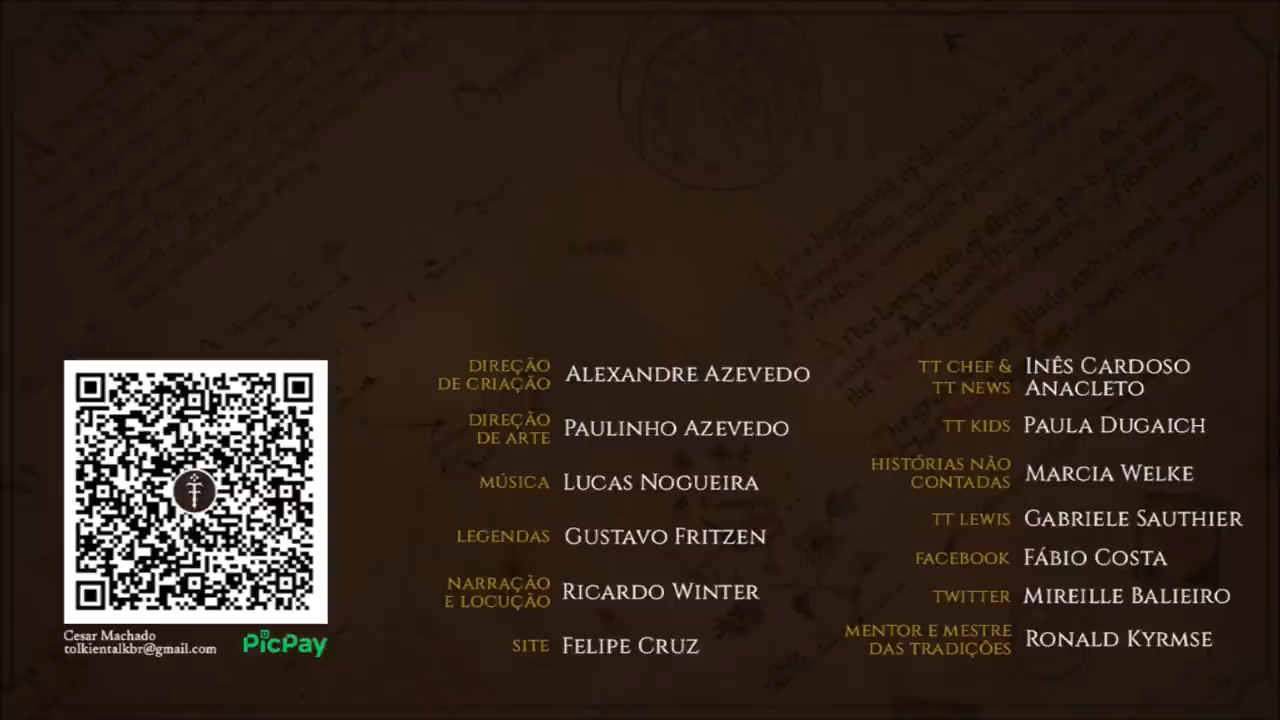 DIREÇÃO
DE CRIAÇÃO
ALEXANDRE AZEVEDO
DIREÇÃO
DE ARTE
PAULINHO AZEVEDO
MÚSICA
LUCAS NOGUEIRA
LEGENDAS
GUSTAVO FRITZEN
NARRAÇÃO
E LOCUÇÃO
RICARDO WINTER
SITE
FELIPE CRUZ
TT CHEF &
TT NEWS
INÊS CARDOSO
ANACLETO
TT KIDS
PAULA DUGAICH
HISTÓRIAS NÃO
CONTADAS
MARCIA WELKE
TT LEWIS
GABRIELE SAUTHIER
FACEBOOK
FÁBIO COSTA
TWITTER
MIREILLE BALIEIRO
MENTOR E MESTRE
DAS TRADIÇÕES
RONALD KYRMSE
Cesar Machado
tolkientalkbr@gmail.com
PicPay